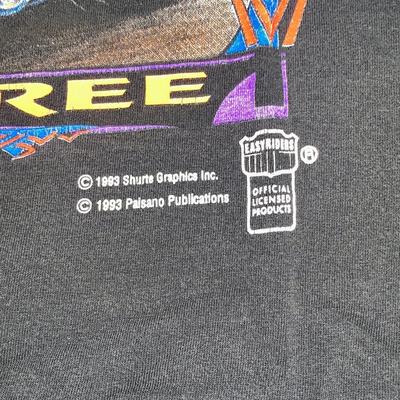 REE
EASYRIDERS ®
© 1993 Shurte Graphics Inc.
© 1993 Paisano Publications
OFFICIAL
LICENSED
PRODUCTS